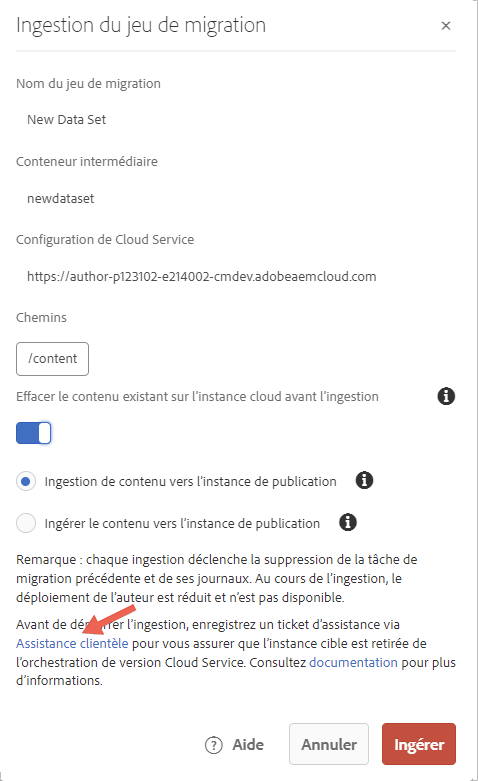 Ingestion du jeu de migration
Nom du jeu de migration
New Data Set
Conteneur intermédiaire
newdataset
Configuration de Cloud Service
https://author-p123102-e214002-cmdev.adobeaemcloud.com
Chemins
/content
Effacer le contenu existant sur l'instance cloud avant l'ingestion
Ingestion de contenu vers l'instance de publication
Ingérer le contenu vers l'instance de publication
Remarque : chaque ingestion déclenche la suppression de la tâche de
migration précédente et de ses journaux. Au cours de l'ingestion, le
déploiement de l'auteur est réduit et n'est pas disponible.
Avant de l'ingestion, enregistrez un ticket d'assistance via
Assistance clientèle pour vous assurer que l'instance cible est retirée de
l'orchestration de version Cloud Service. Consultez documentation pour plus
d'informations.
Aide
Annuler
Ingérer